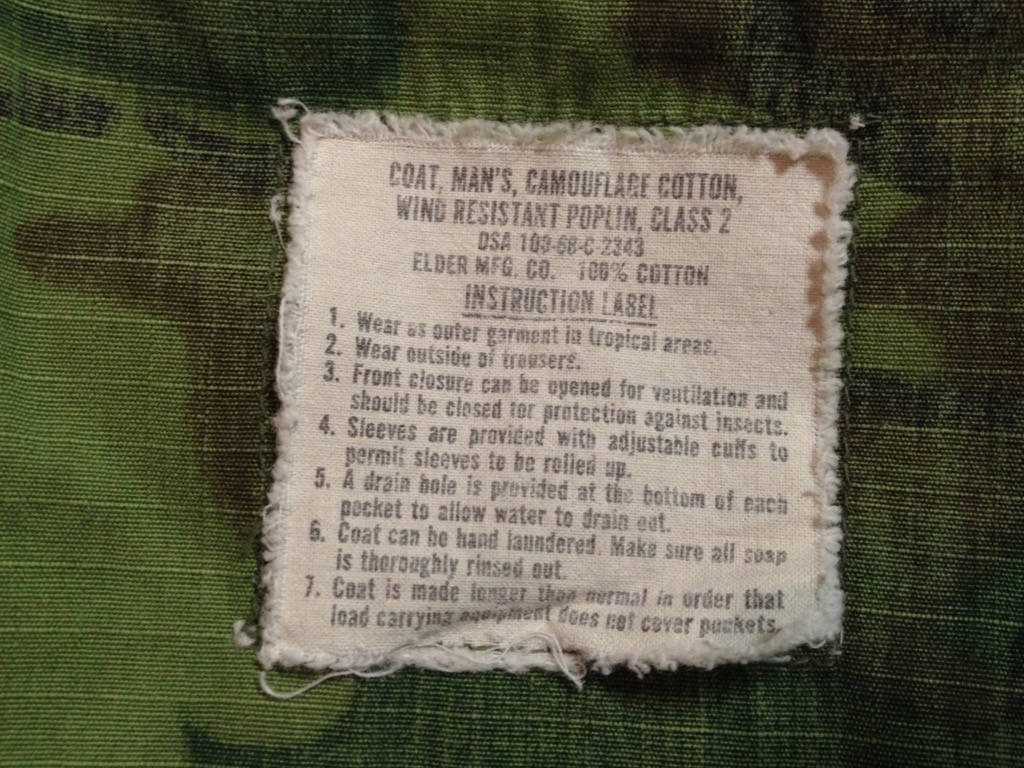 COAT, MAN'S, CAMOUFLAGE COTTON,
WIND RESISTANT POPLIN, CLASS 2
DSA 100-68-C-2343
ELDER MFG. CO. 100% COTTON
INSTRUCTION LABEL
1. Wear as outer garment in tropical areas.
2. Wear outside of trousers.
3. Front closure can be opened for ventilation and
should be closed for protection against insects.
4. Sleeves are provided with adjustable cuffs to
permit sleeves to be rolled up.
5. A drain hole is provided at the bottom of each
pocket to allow water to drain out.
6. Coat can be hand laundered. Make sure all soap
is thoroughly rinsed out.
7. Coat is made longer than normal in order that
load carrying equipment does not cover pockets.